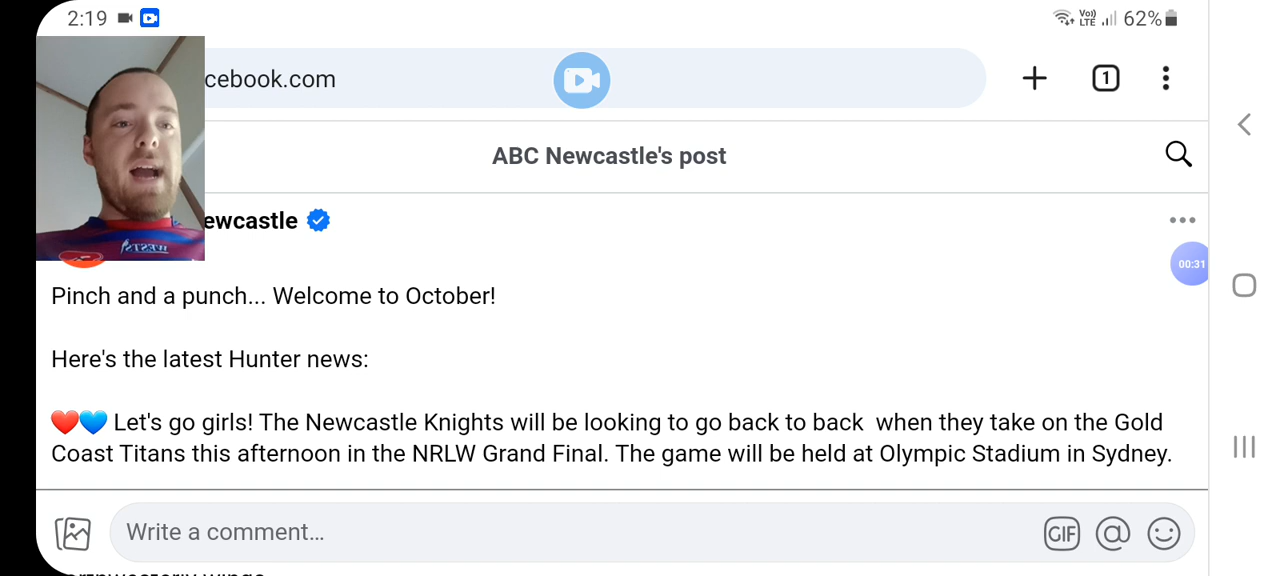 2:19 Vo)) LTE 62%
cebook.com 1
ABC Newcastle's post
ewcastle
00:31
Pinch and a punch... Welcome to October!
Here's the latest Hunter news:
❤️💙 Let's go girls! The Newcastle Knights will be looking to go back to back  when they take on the Gold
Coast Titans this afternoon in the NRLW Grand Final. The game will be held at Olympic Stadium in Sydney.
Write a comment... GIF @